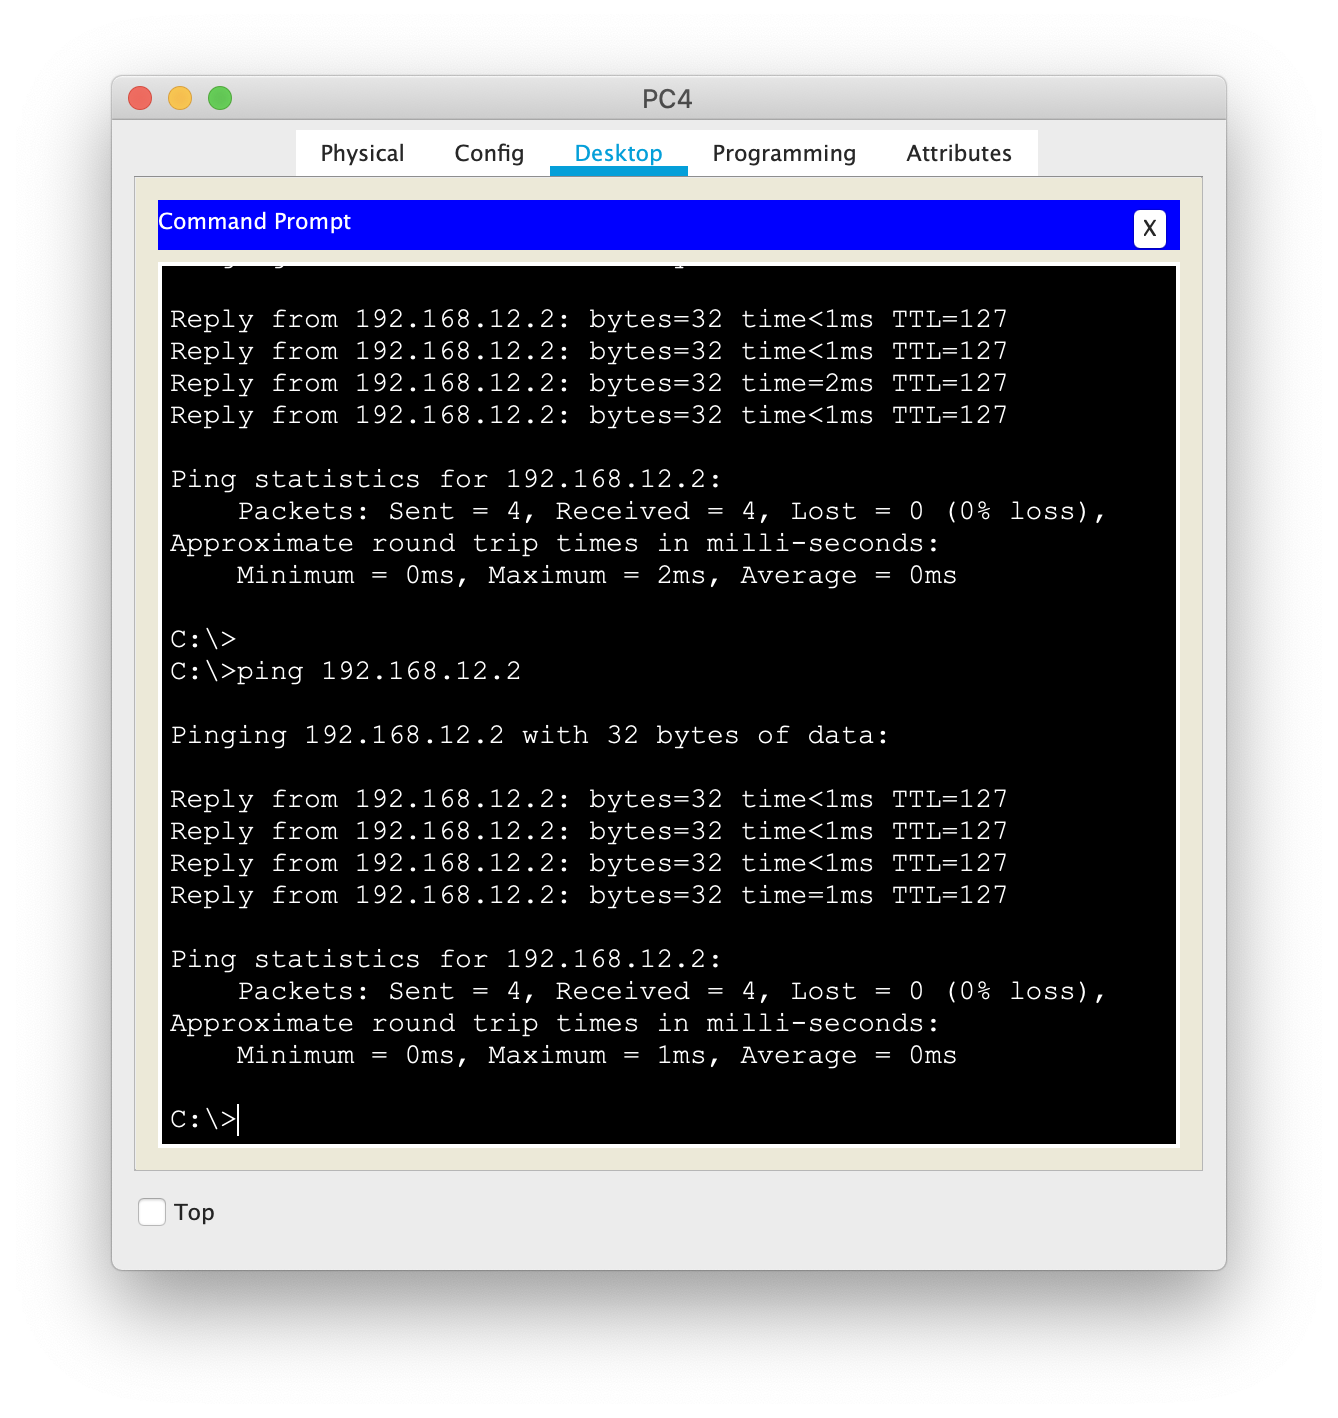 PC4
Physical Config Desktop Programming Attributes
Command Prompt
X
Reply from 192.168.12.2: bytes=32 time<1ms TTL=127
Reply from 192.168.12.2: bytes=32 time<1ms TTL=127
Reply from 192.168.12.2: bytes=32 time=2ms TTL=127
Reply from 192.168.12.2: bytes=32 time<1ms TTL=127
Ping statistics for 192.168.12.2:
Packets: Sent = 4, Received = 4, Lost = 0 (0% loss),
Approximate round trip times in milli-seconds:
Minimum = 0ms, Maximum = 2ms, Average = 0ms
C:\>
C:\>ping 192.168.12.2
Pinging 192.168.12.2 with 32 bytes of data:
Reply from 192.168.12.2: bytes=32 time<1ms TTL=127
Reply from 192.168.12.2: bytes=32 time<1ms TTL=127
Reply from 192.168.12.2: bytes=32 time<1ms TTL=127
Reply from 192.168.12.2: bytes=32 time=1ms TTL=127
Ping statistics for 192.168.12.2:
Packets: Sent = 4, Received = 4, Lost = 0 (0% loss),
Approximate round trip times in milli-seconds:
Minimum = 0ms, Maximum = 1ms, Average = 0ms
C:\>
Top